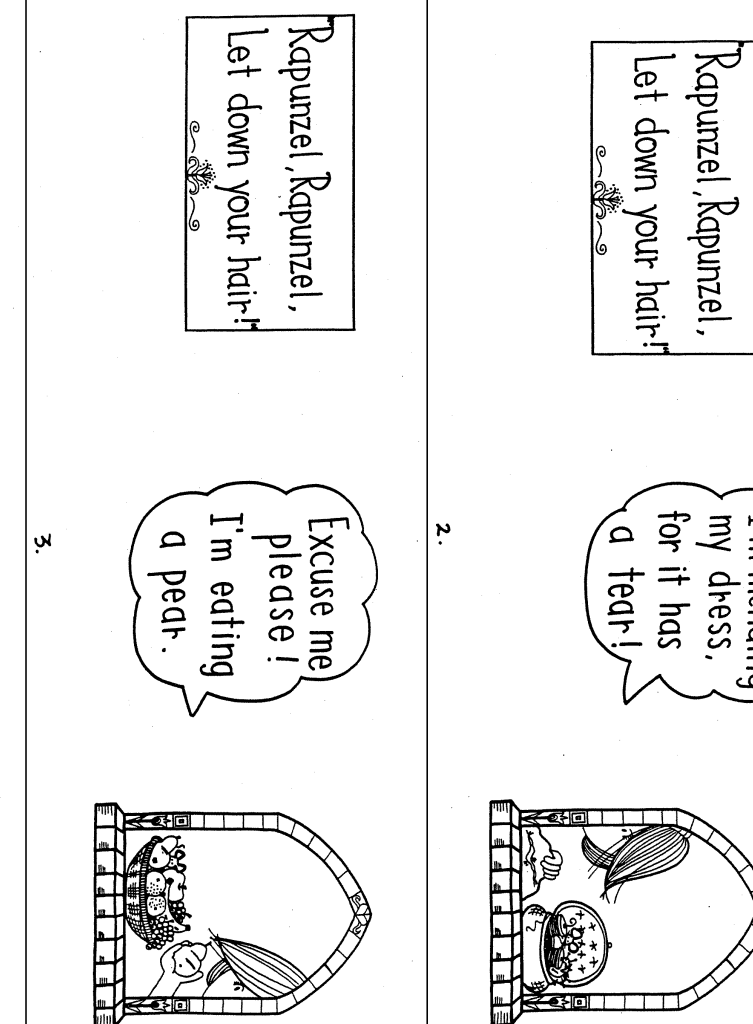 "Rapunzel, Rapunzel,
Let down your hair!"
my dress,
for it has
a tear!
2.
"Rapunzel, Rapunzel,
Let down your hair!"
Excuse me
please!
I'm eating
a pear.
3.